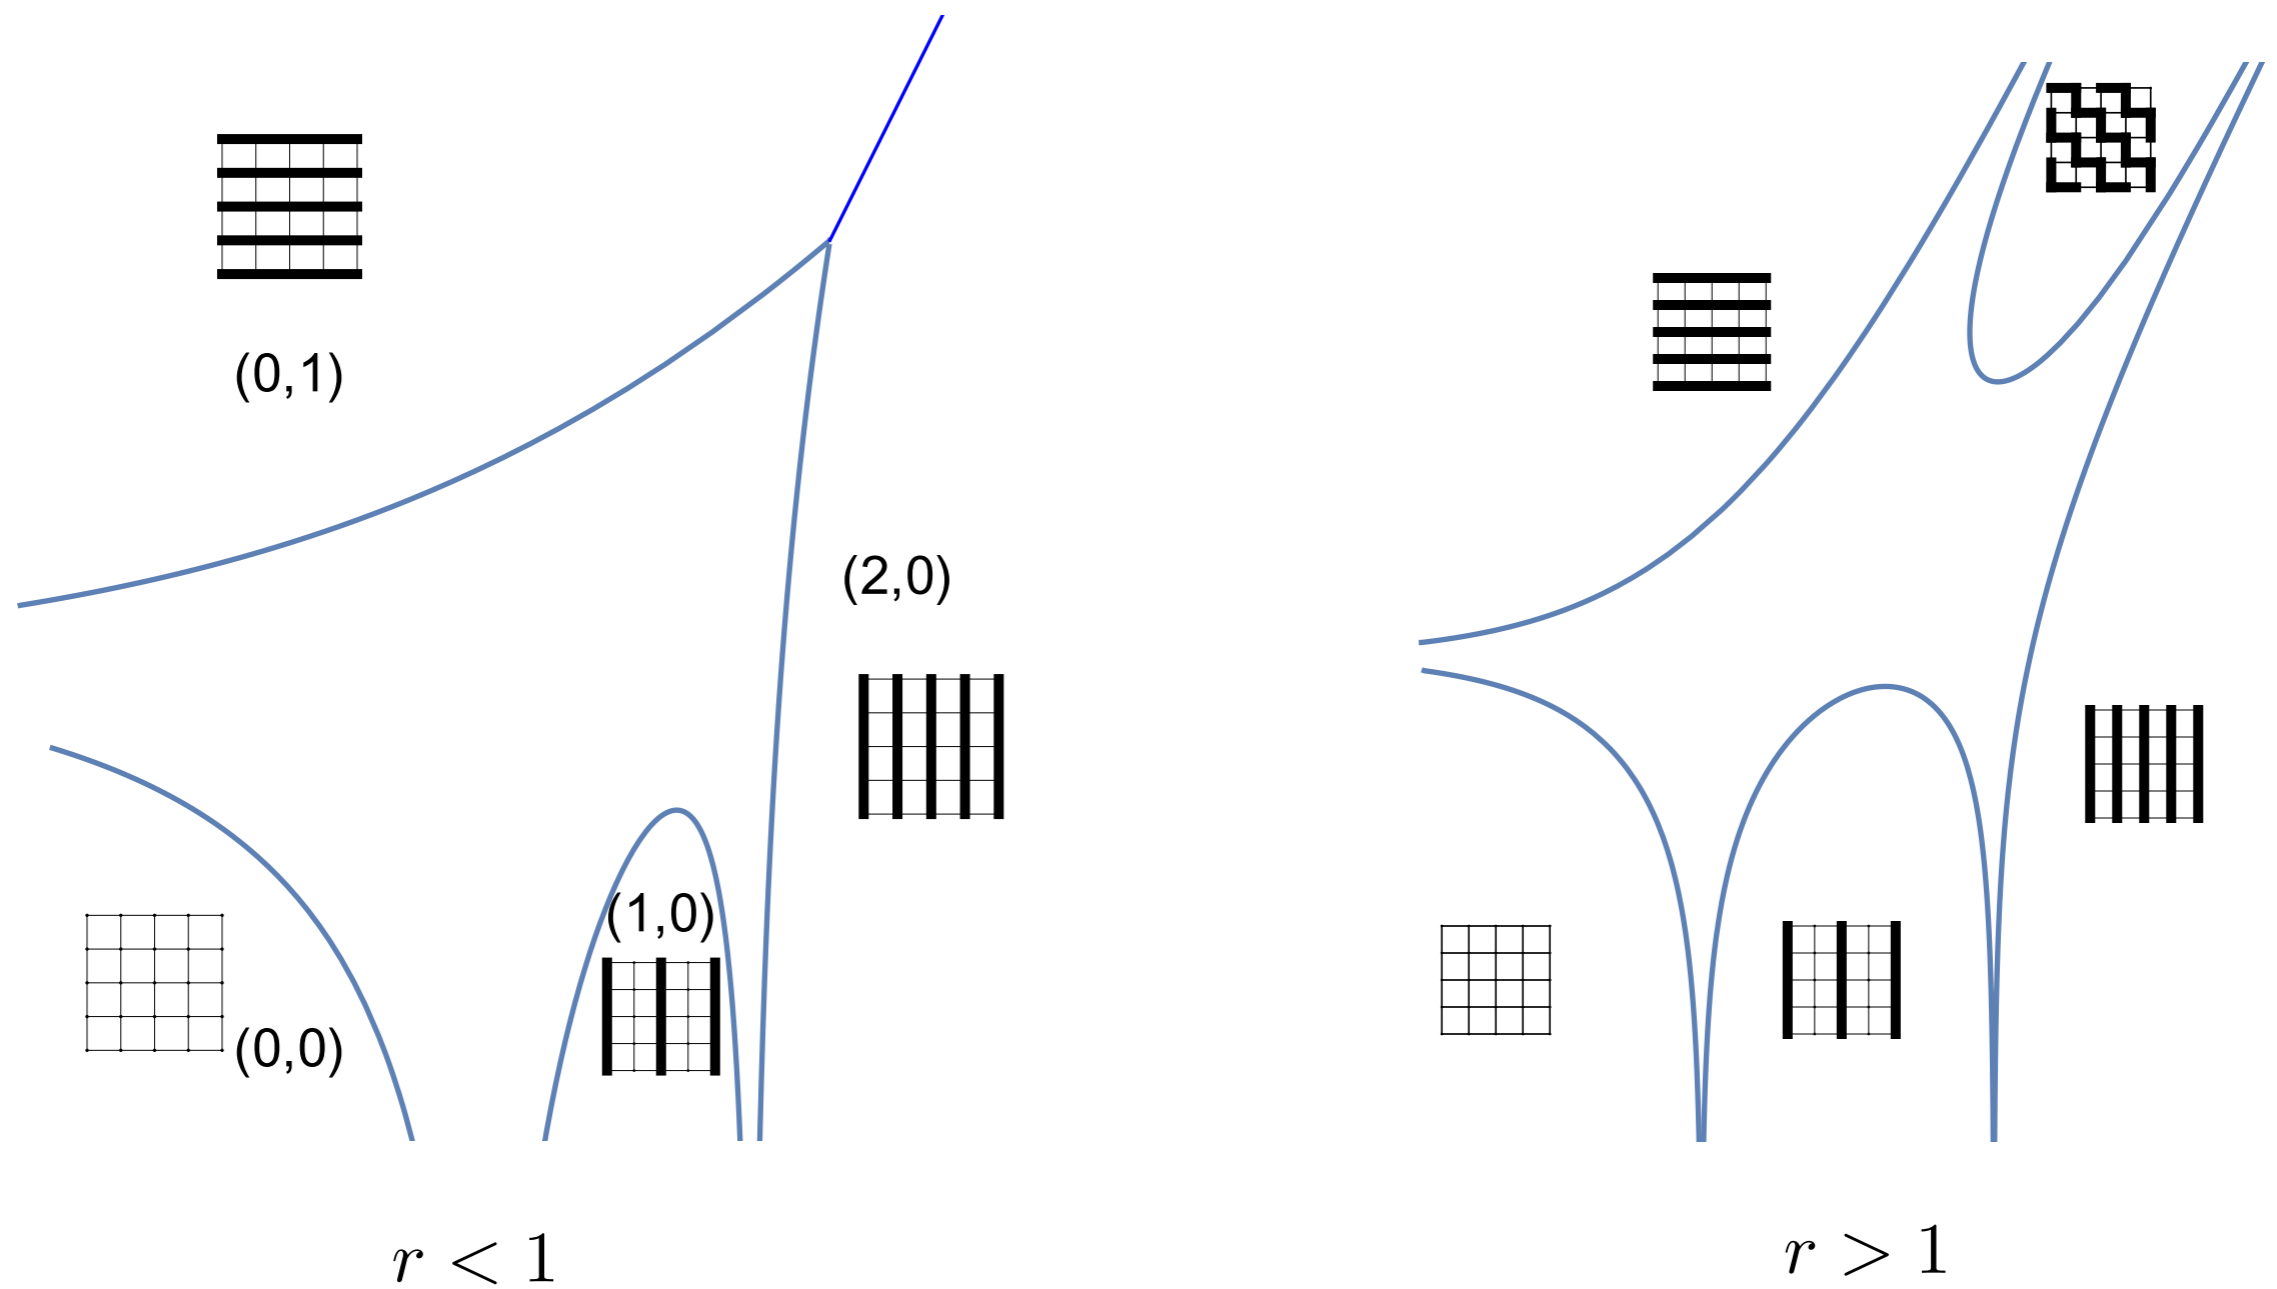 (0,1)
(2,0)
(1,0)
(0,0)
r < 1
r > 1